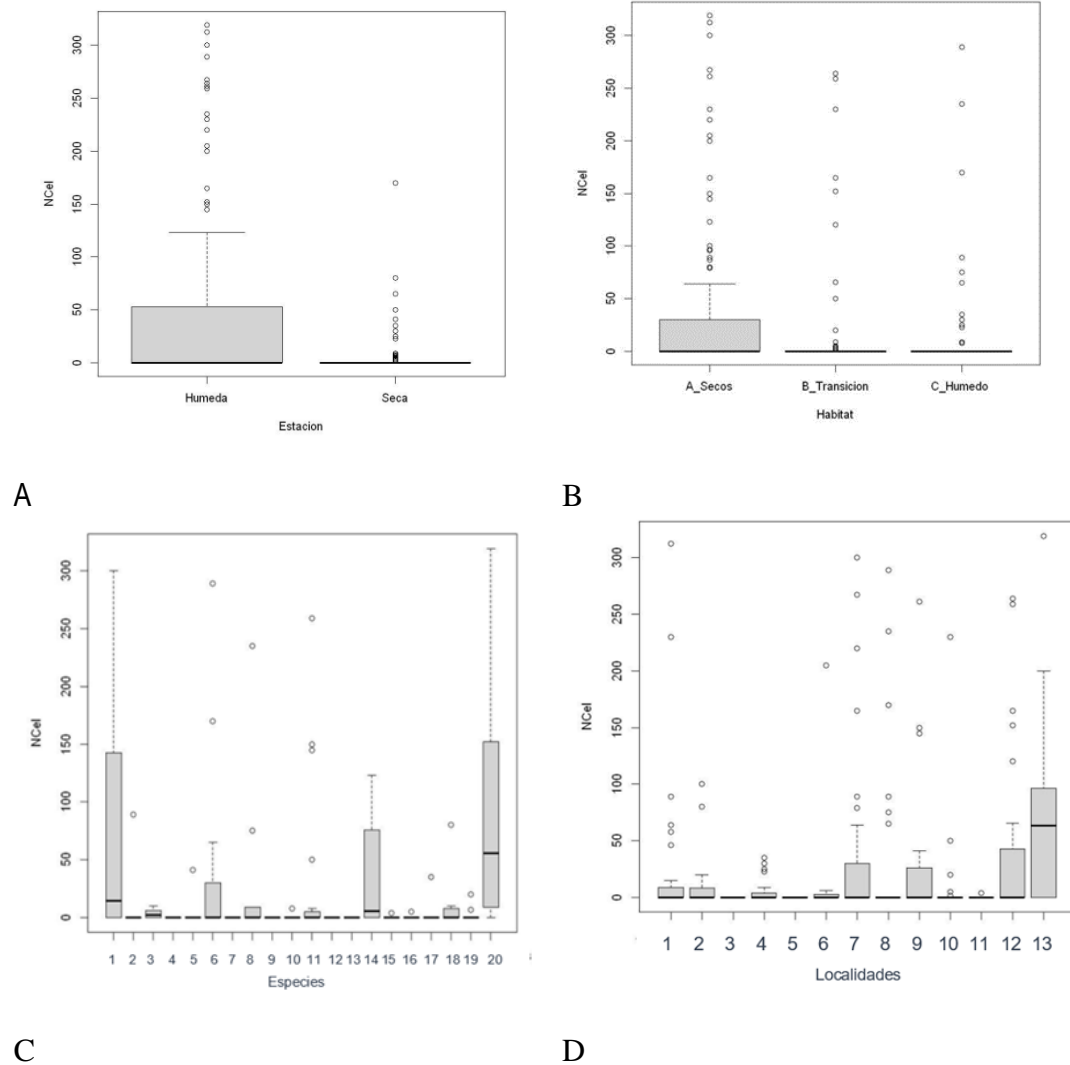 NCel
300
250
200
150
100
50
0
Humeda Seca
Estacion
A
NCel
300
250
200
150
100
50
0
A_Secos B_Transicion C_Humedo
Habitat
B
NCel
300
250
200
150
100
50
0
1 2 3 4 5 6 7 8 9 10 11 12 13 14 15 16 17 18 19 20
Especies
C
NCel
300
250
200
150
100
50
0
1 2 3 4 5 6 7 8 9 10 11 12 13
Localidades
D